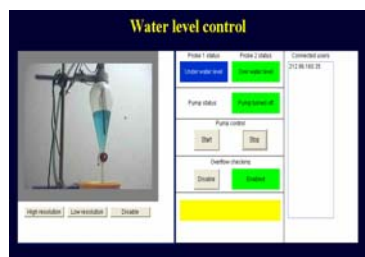 Water level control
Probe 1 status
Probe 2 status
Connected users
Under water level
Over water level
212.96.160.35
Pump status
Pump turned off
Pump control
Start
Stop
Overflow checking
Disable
Enabled
High resolution
Low resolution
Disable